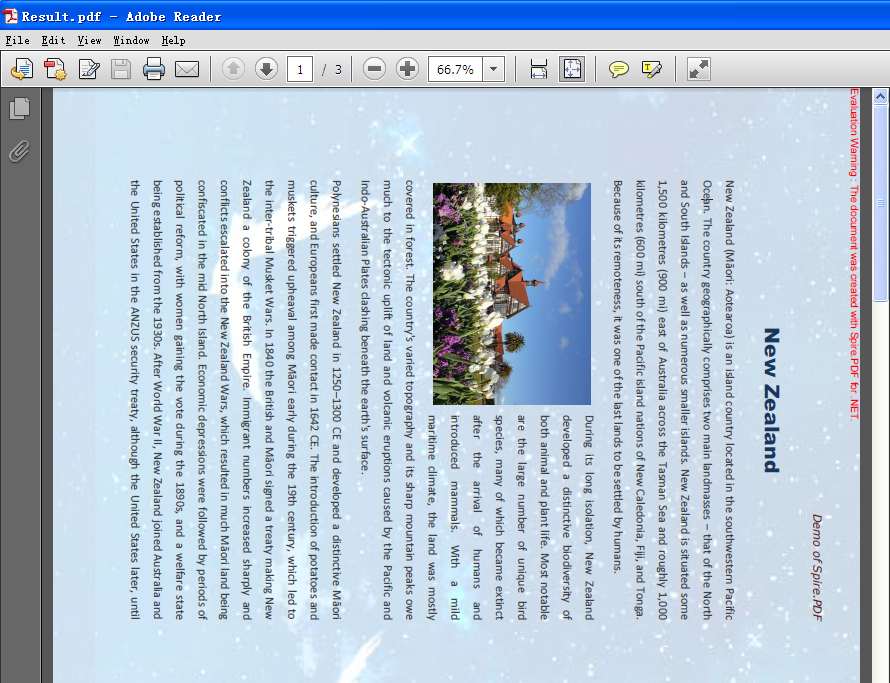 Result.pdf - Adobe Reader
File Edit View Window Help
1 / 3 66.7%
Evaluation Warning : The document was created with Spire.PDF for .NET.
Demo of Spire.PDF
New Zealand
New Zealand (Māori: Aotearoa) is an island country located in the southwestern Pacific
Ocean. The country geographically comprises two main landmasses – that of the North
and South Islands – as well as numerous smaller islands. New Zealand is situated some
1,500 kilometres (900 mi) east of Australia across the Tasman Sea and roughly 1,000
kilometres (600 mi) south of the Pacific island nations of New Caledonia, Fiji, and Tonga.
Because of its remoteness, it was one of the last lands to be settled by humans.
During its long isolation, New Zealand
developed a distinctive biodiversity of
both animal and plant life. Most notable
are the large number of unique bird
species, many of which became extinct
after the arrival of humans and
introduced mammals. With a mild
maritime climate, the land was mostly
covered in forest. The country's varied topography and its sharp mountain peaks owe
much to the tectonic uplift of land and volcanic eruptions caused by the Pacific and
Indo-Australian Plates clashing beneath the earth's surface.
Polynesians settled New Zealand in 1250–1300 CE and developed a distinctive Māori
culture, and Europeans first made contact in 1642 CE. The introduction of potatoes and
muskets triggered upheaval among Māori early during the 19th century, which led to
the inter-tribal Musket Wars. In 1840 the British and Māori signed a treaty making New
Zealand a colony of the British Empire. Immigrant numbers increased sharply and
conflicts escalated into the New Zealand Wars, which resulted in much Māori land being
confiscated in the mid North Island. Economic depressions were followed by periods of
political reform, with women gaining the vote during the 1890s, and a welfare state
being established from the 1930s. After World War II, New Zealand joined Australia and
the United States in the ANZUS security treaty, although the United States later, until